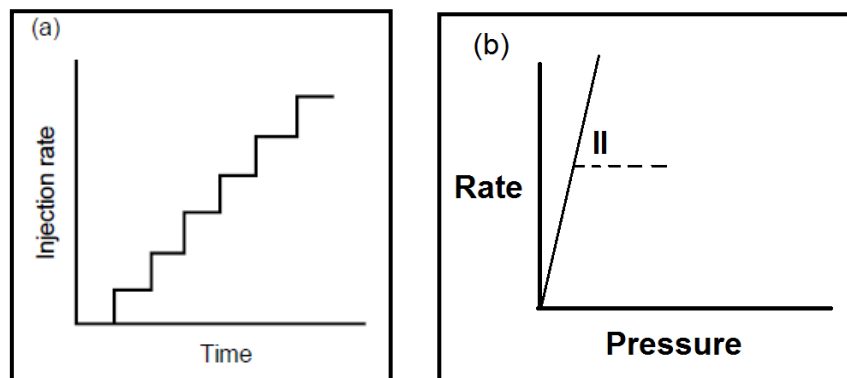 (a)
Injection rate
Time
(b)
II
Rate
Pressure